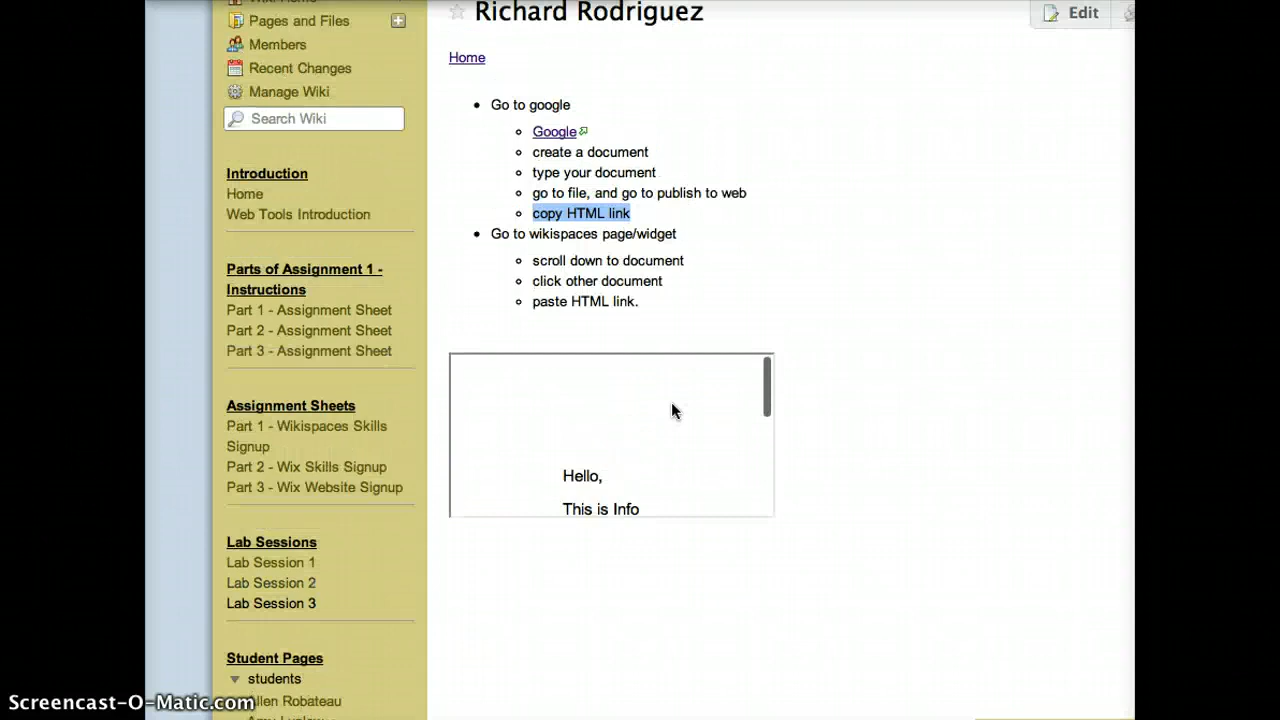 Richard Rodriguez
Edit
Pages and Files
Members
Recent Changes
Manage Wiki
Search Wiki
Introduction
Home
Web Tools Introduction
Parts of Assignment 1 -
Instructions
Part 1 - Assignment Sheet
Part 2 - Assignment Sheet
Part 3 - Assignment Sheet
Assignment Sheets
Part 1 - Wikispaces Skills
Signup
Part 2 - Wix Skills Signup
Part 3 - Wix Website Signup
Lab Sessions
Lab Session 1
Lab Session 2
Lab Session 3
Student Pages
students
Allen Robateau
Home
Go to google
Google
create a document
type your document
go to file, and go to publish to web
copy HTML link
Go to wikispaces page/widget
scroll down to document
click other document
paste HTML link.
Hello,
This is Info
Screencast-O-Matic.com